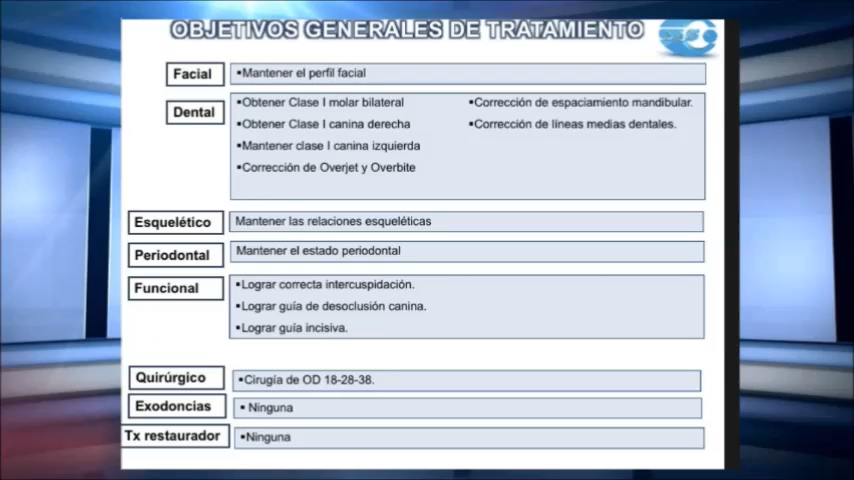 OBJETIVOS GENERALES DE TRATAMIENTO
Facial
▪Mantener el perfil facial
Dental
▪Obtener Clase I molar bilateral
▪Obtener Clase I canina derecha
▪Mantener clase I canina izquierda
▪Corrección de Overjet y Overbite
▪Corrección de espaciamiento mandibular.
▪Corrección de líneas medias dentales.
Esquelético
Mantener las relaciones esqueléticas
Periodontal
Mantener el estado periodontal
Funcional
▪Lograr correcta intercuspidación.
▪Lograr guía de desoclusión canina.
▪Lograr guía incisiva.
Quirúrgico
▪Cirugía de OD 18-28-38.
Exodoncias
▪ Ninguna
Tx restaurador
▪Ninguna